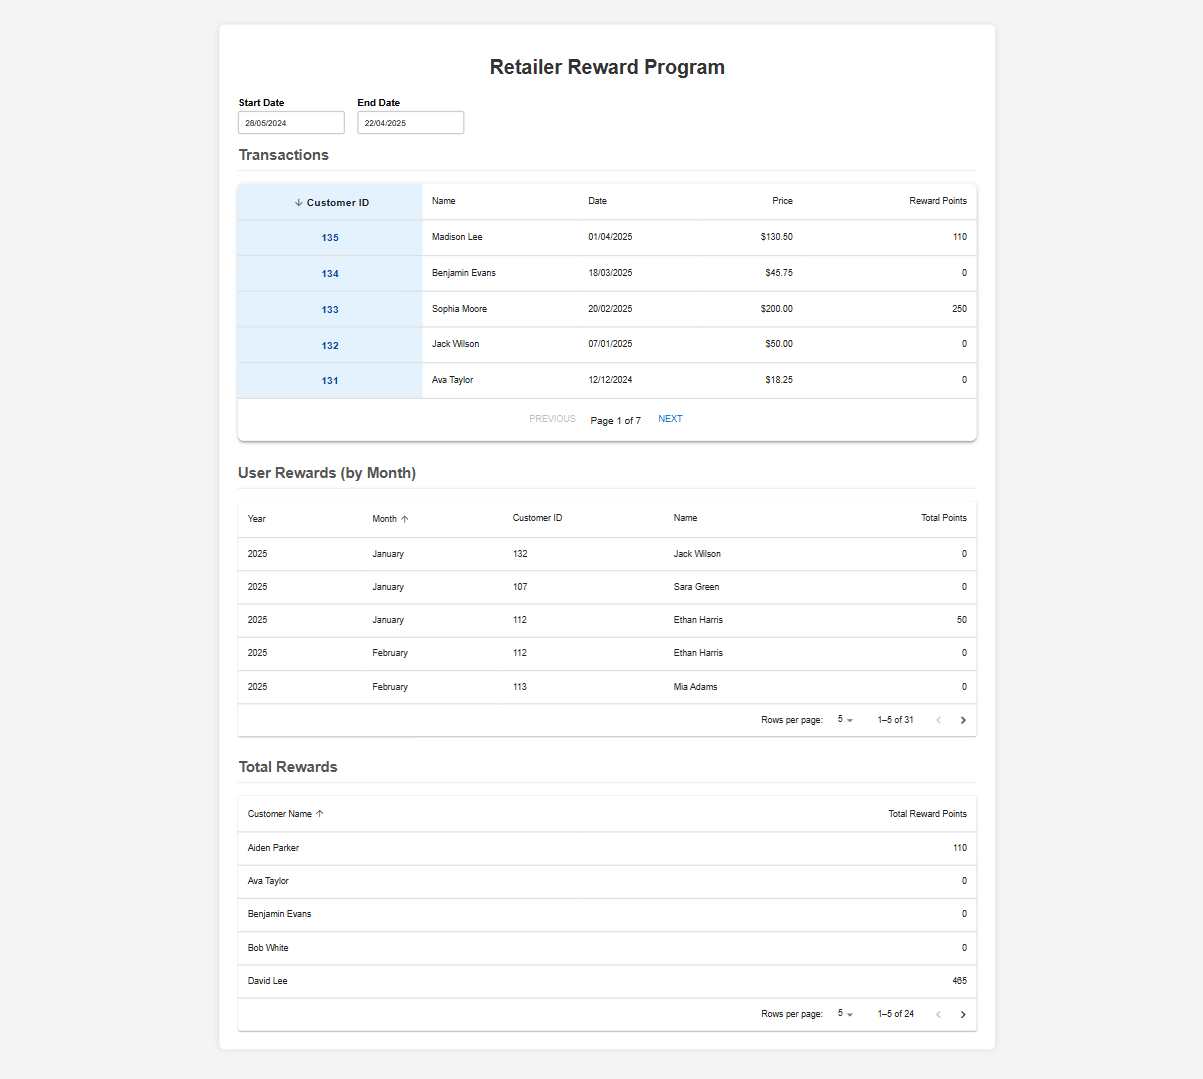 Retailer Reward Program
Start Date End Date
28/05/2024 22/04/2025
Transactions
↓ Customer ID Name Date Price Reward Points
135 Madison Lee 01/04/2025 $130.50 110
134 Benjamin Evans 18/03/2025 $45.75 0
133 Sophia Moore 20/02/2025 $200.00 250
132 Jack Wilson 07/01/2025 $50.00 0
131 Ava Taylor 12/12/2024 $18.25 0
PREVIOUS Page 1 of 7 NEXT
User Rewards (by Month)
Year Month ↑ Customer ID Name Total Points
2025 January 132 Jack Wilson 0
2025 January 107 Sara Green 0
2025 January 112 Ethan Harris 50
2025 February 112 Ethan Harris 0
2025 February 113 Mia Adams 0
Rows per page: 5 1–5 of 31
Total Rewards
Customer Name ↑ Total Reward Points
Aiden Parker 110
Ava Taylor 0
Benjamin Evans 0
Bob White 0
David Lee 465
Rows per page: 5 1–5 of 24